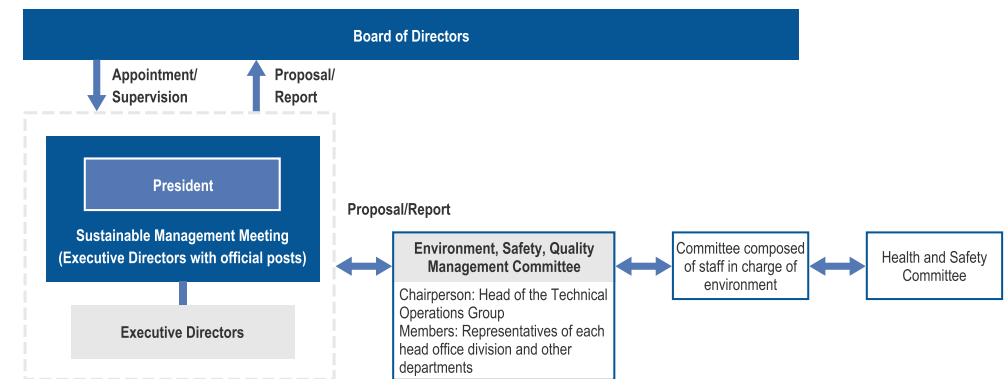 Board of Directors
Appointment/
Supervision
Proposal/
Report
President
Sustainable Management Meeting
(Executive Directors with official posts)
Executive Directors
Proposal/Report
Environment, Safety, Quality
Management Committee
Chairperson: Head of the Technical
Operations Group
Members: Representatives of each
head office division and other
departments
Committee composed
of staff in charge of
environment
Health and Safety
Committee